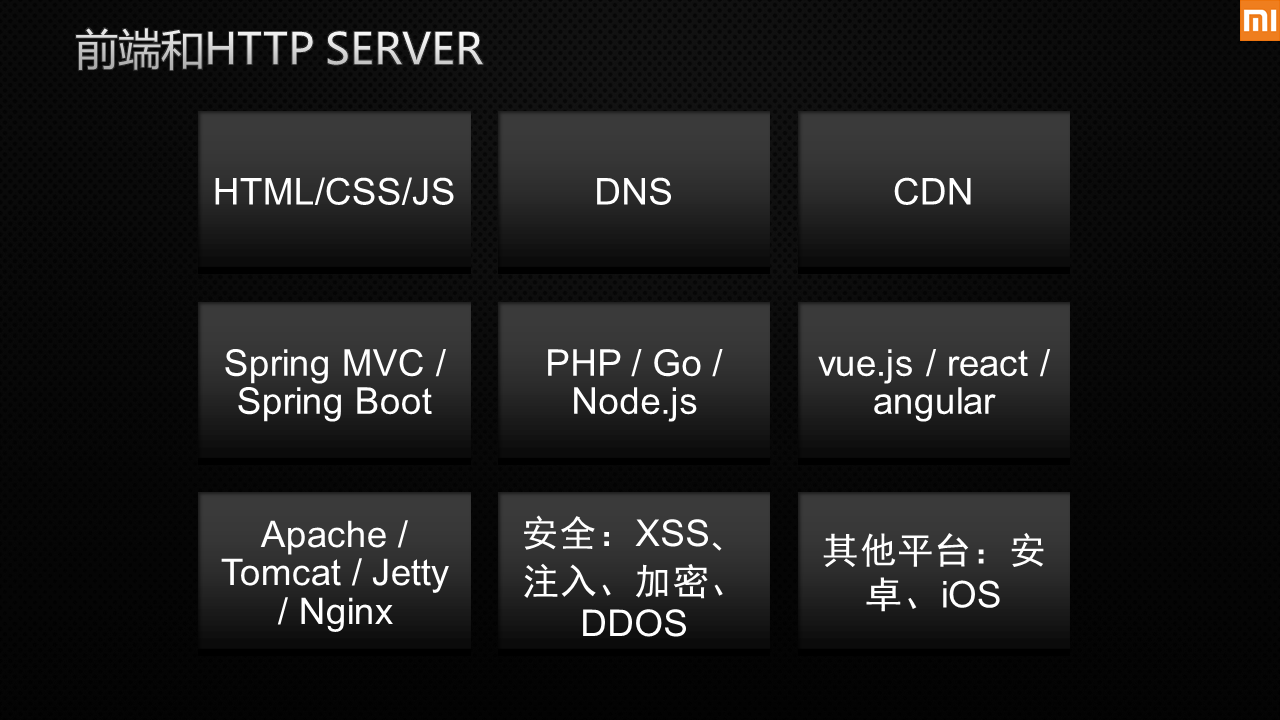 前端和HTTP SERVER
mi
HTML/CSS/JS
DNS
CDN
Spring MVC /
Spring Boot
PHP / Go /
Node.js
vue.js / react /
angular
Apache /
Tomcat / Jetty
/ Nginx
安全：XSS、
注入、加密、
DDOS
其他平台：安
卓、iOS